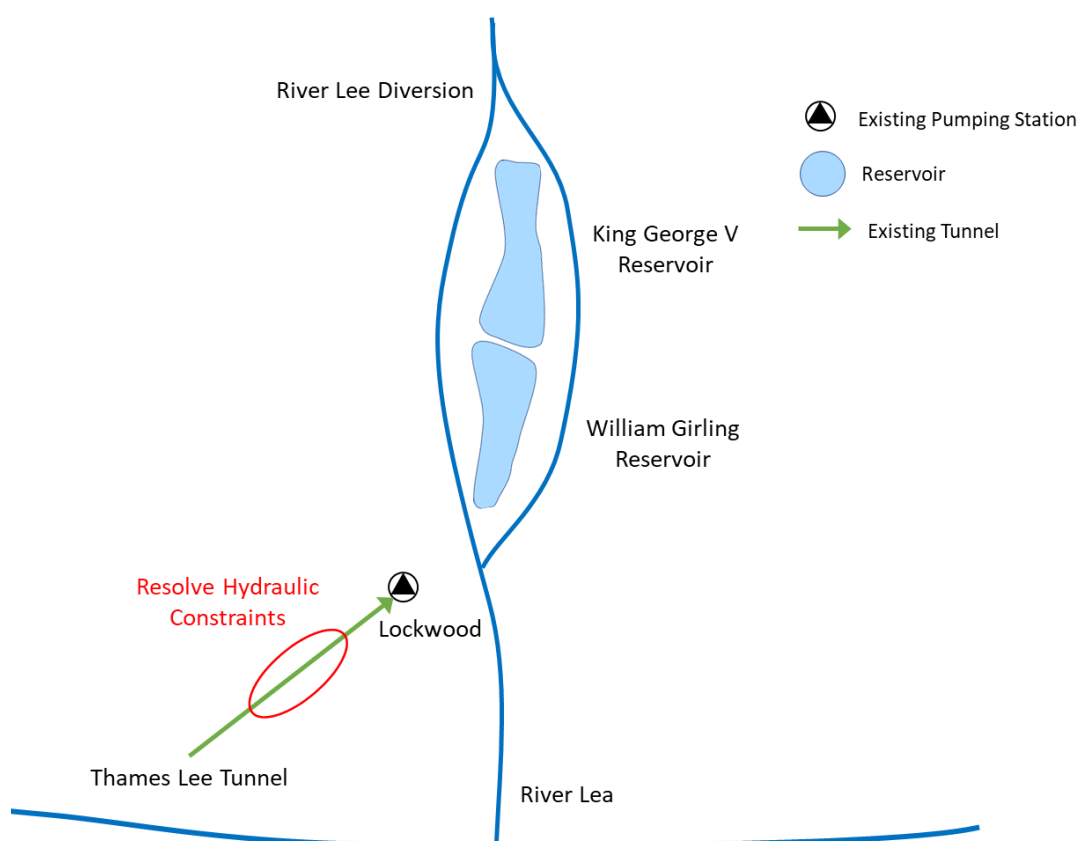 River Lee Diversion
Existing Pumping Station
Reservoir
Existing Tunnel
King George V
Reservoir
William Girling
Reservoir
Resolve Hydraulic
Constraints
Lockwood
Thames Lee Tunnel
River Lea